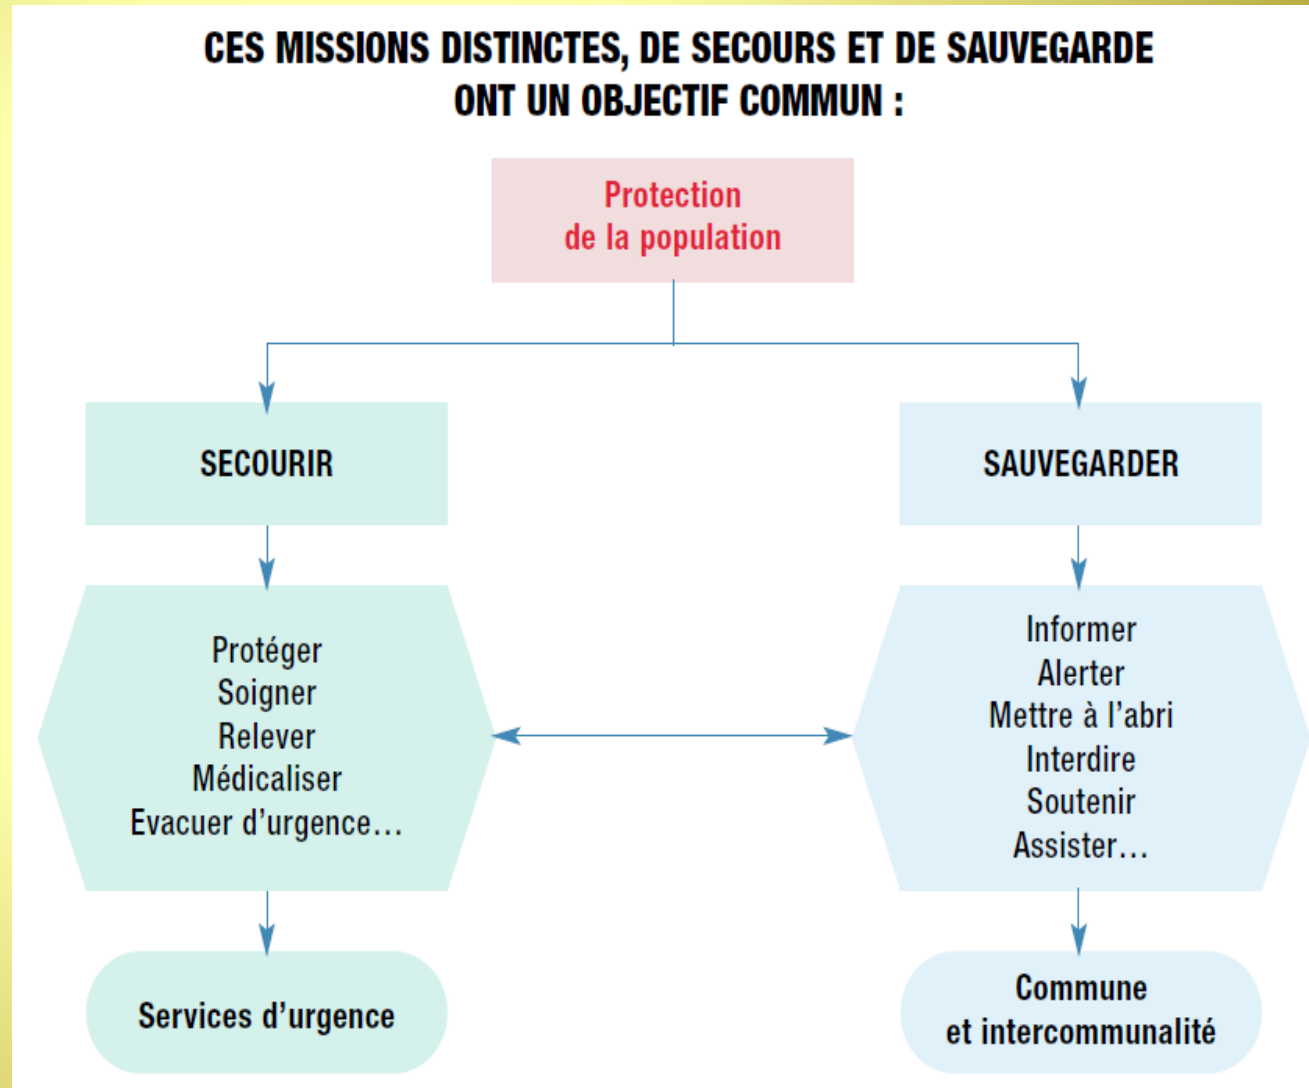 CES MISSIONS DISTINCTES, DE SECOURS ET DE SAUVEGARDE
ONT UN OBJECTIF COMMUN :
Protection
de la population
SECOURIR
SAUVEGARDER
Protéger
Soigner
Relever
Médicaliser
Evacuer d’urgence…
Informer
Alerter
Mettre à l’abri
Interdire
Soutenir
Assister…
Services d’urgence
Commune
et intercommunalité